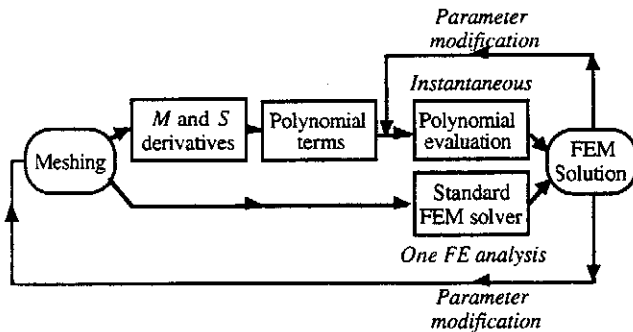 Parameter
modification
Instantaneous
M and S
derivatives
Polynomial
terms
Polynomial
evaluation
Meshing
FEM
Solution
Standard
FEM solver
One FE analysis
Parameter
modification